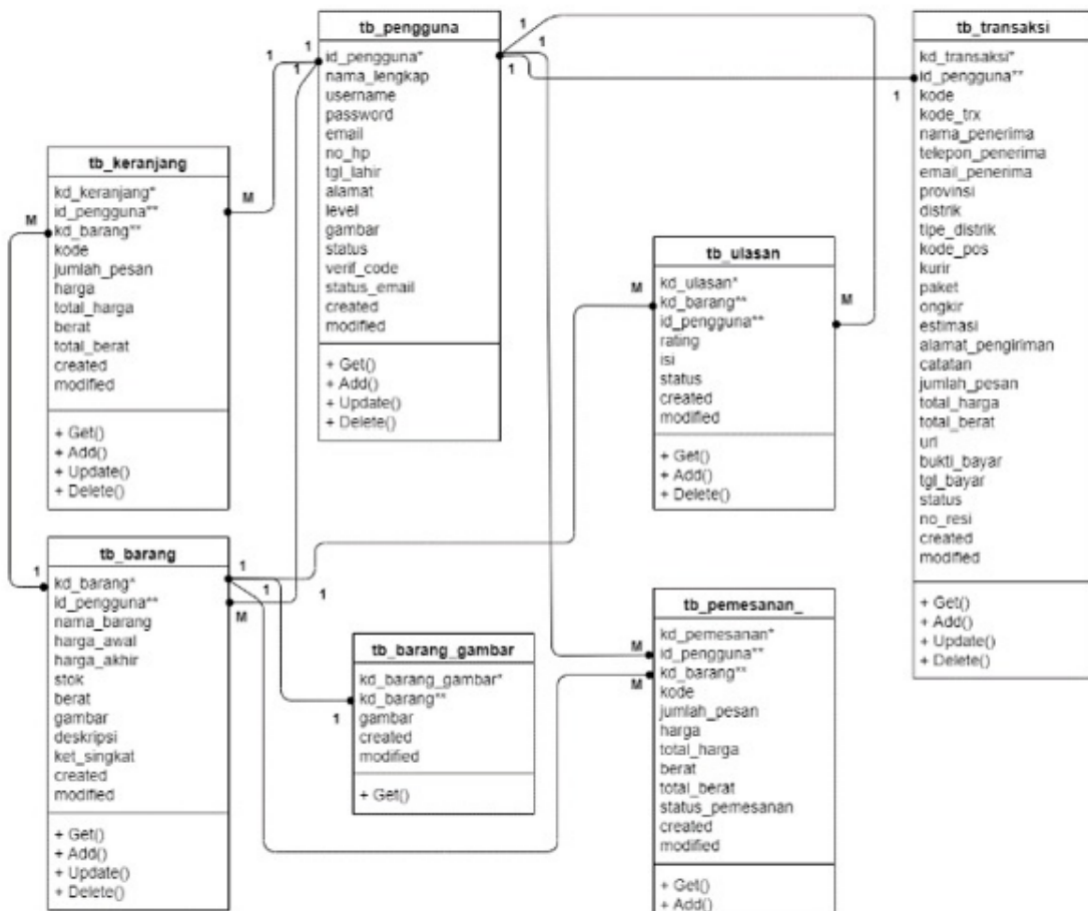 tb_pengguna
id_pengguna*
nama_lengkap
username
password
email
no_hp
tgl_lahir
alamat
level
gambar
status
verif_code
status_email
created
modified
+ Get()
+ Add()
+ Update()
+ Delete()
tb_transaksi
kd_transaksi*
id_pengguna**
kode
kode_trx
nama_penerima
telepon_penerima
email_penerima
provinsi
distrik
tipe_distrik
kode_pos
kurir
paket
ongkir
estimasi
alamat_pengiriman
catatan
jumlah_pesan
total_harga
total_berat
url
bukti_bayar
tgl_bayar
status
no_resi
created
modified
+ Get()
+ Add()
+ Update()
+ Delete()
tb_keranjang
kd_keranjang*
id_pengguna**
kd_barang**
kode
jumlah_pesan
harga
total_harga
berat
total_berat
created
modified
+ Get()
+ Add()
+ Update()
+ Delete()
tb_ulasan
kd_ulasan*
kd_barang**
id_pengguna**
rating
isi
status
created
modified
+ Get()
+ Add()
+ Delete()
tb_barang
kd_barang*
id_pengguna**
nama_barang
harga_awal
harga_akhir
stok
berat
gambar
deskripsi
ket_singkat
created
modified
+ Get()
+ Add()
+ Update()
+ Delete()
tb_barang_gambar
kd_barang_gambar*
kd_barang**
gambar
created
modified
+ Get()
tb_pemesanan_
kd_pemesanan*
id_pengguna**
kd_barang**
kode
jumlah_pesan
harga
total_harga
berat
total_berat
status_pemesanan
created
modified
+ Get()
+ Add()
1
1
1
1
1
1
1
M
M
M
M
1
1
1
1
M
1
M
M